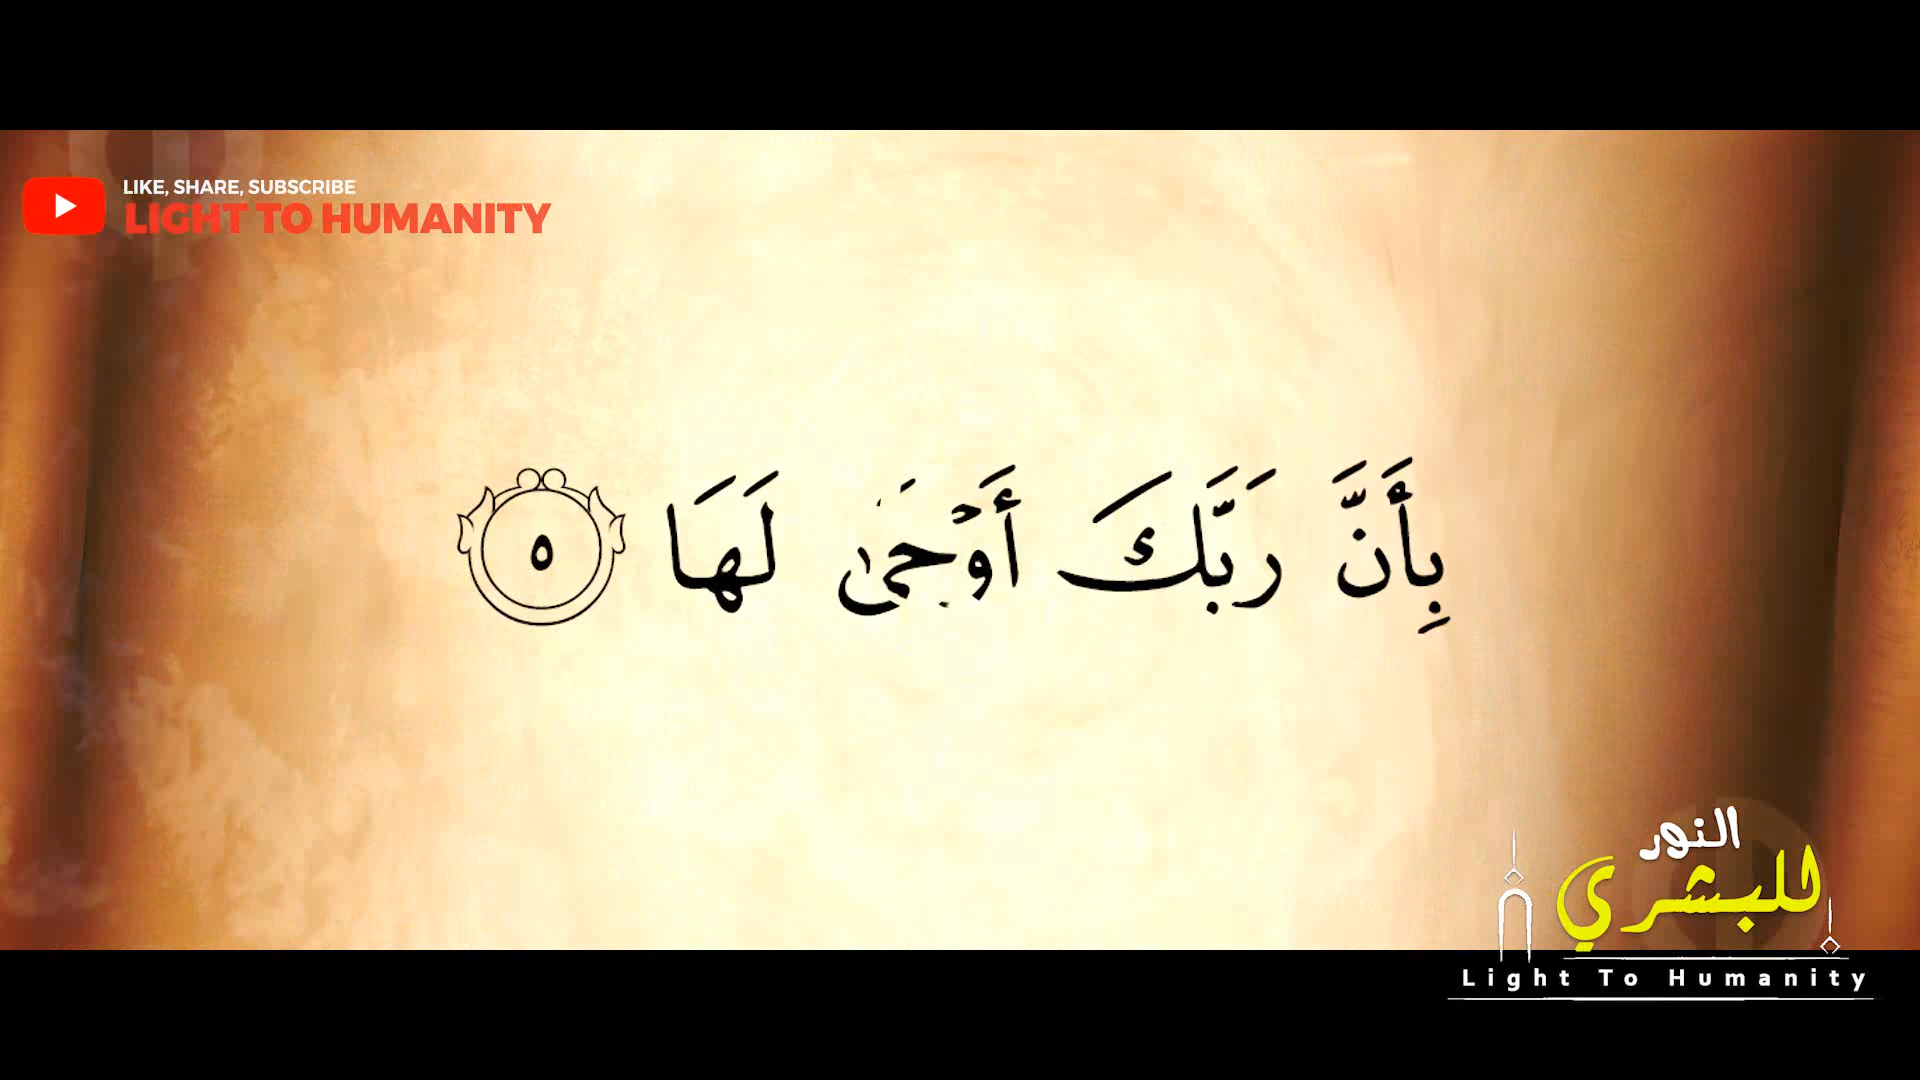 LIKE, SHARE, SUBSCRIBE
LIGHT TO HUMANITY
بِأَنَّ رَبَّكَ أَوۡحَىٰ لَهَا ٥
النور
للبشري
Light To Humanity